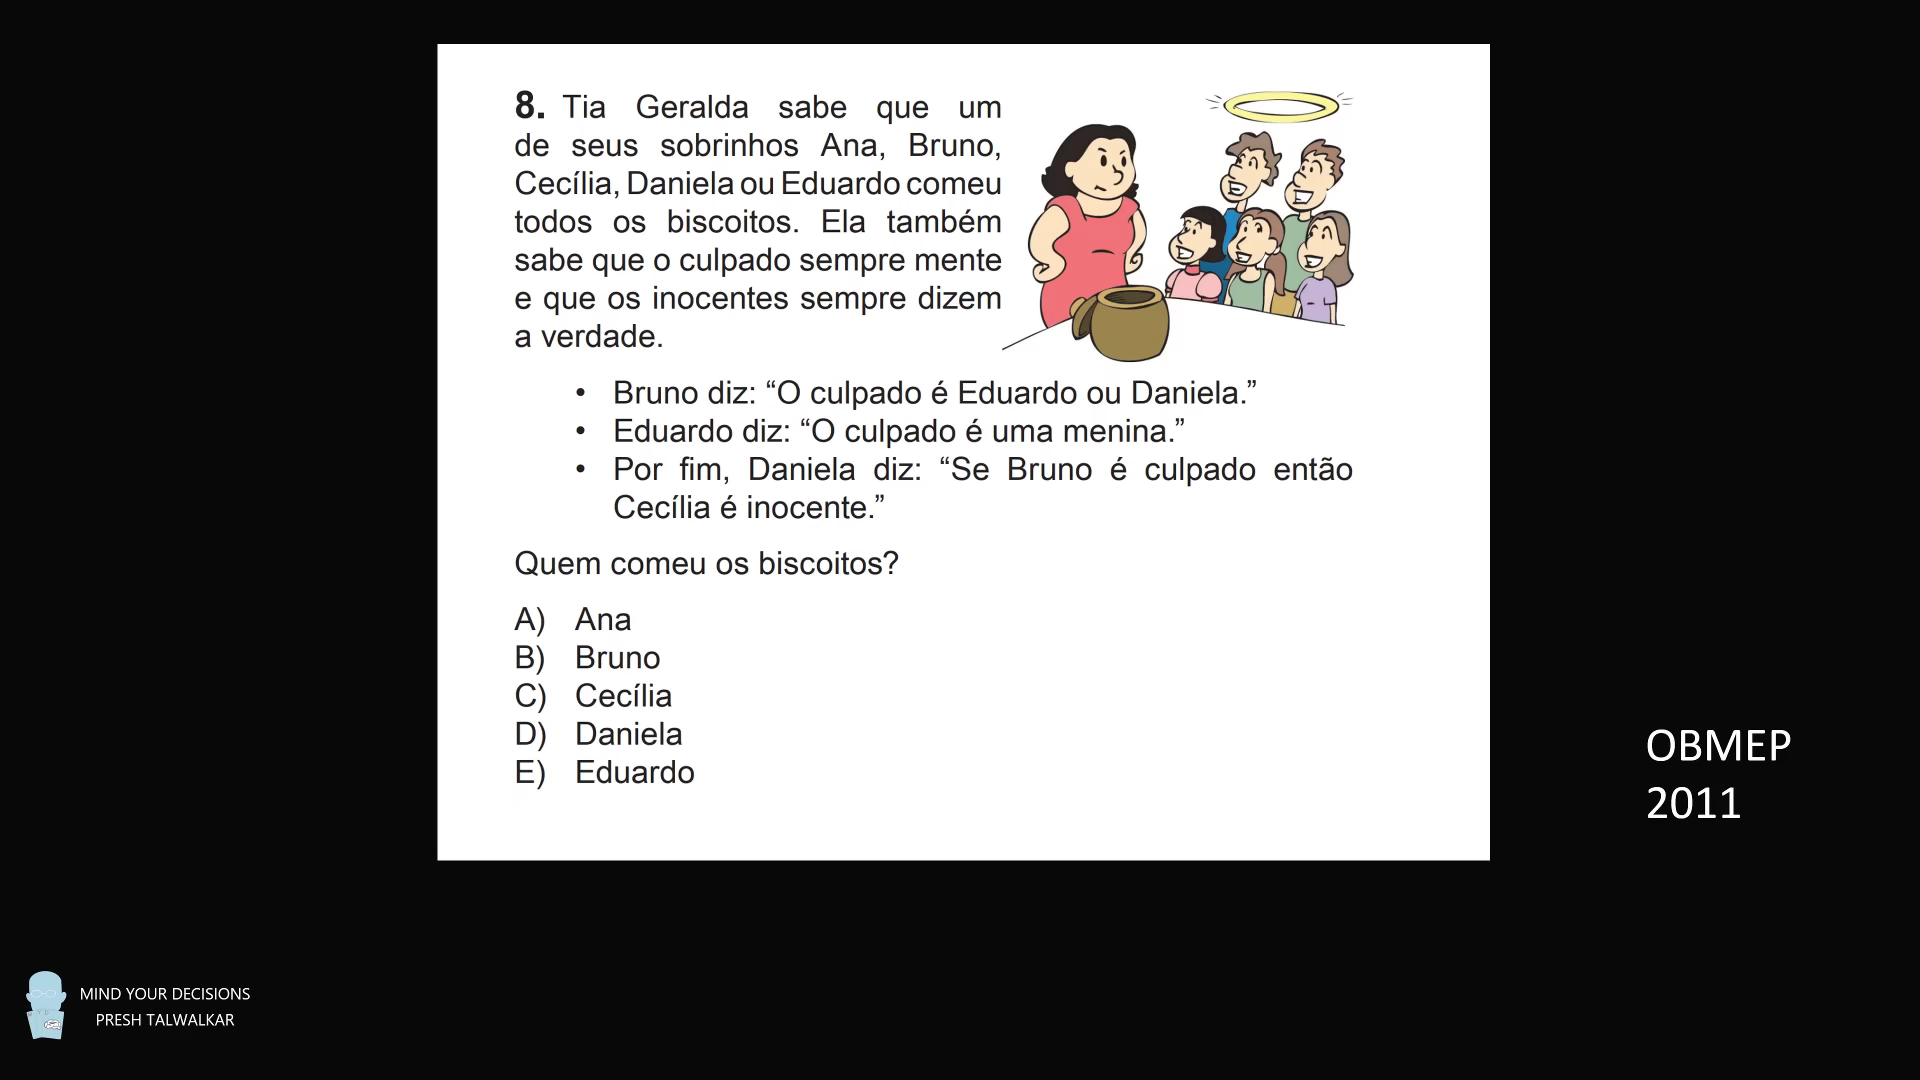 8. Tia Geralda sabe que um
de seus sobrinhos Ana, Bruno,
Cecília, Daniela ou Eduardo comeu
todos os biscoitos. Ela também
sabe que o culpado sempre mente
e que os inocentes sempre dizem
a verdade.
• Bruno diz: “O culpado é Eduardo ou Daniela.”
• Eduardo diz: “O culpado é uma menina.”
• Por fim, Daniela diz: “Se Bruno é culpado então
Cecília é inocente.”
Quem comeu os biscoitos?
A) Ana
B) Bruno
C) Cecília
D) Daniela
E) Eduardo
OBMEP
2011
MIND YOUR DECISIONS
PRESH TALWALKAR